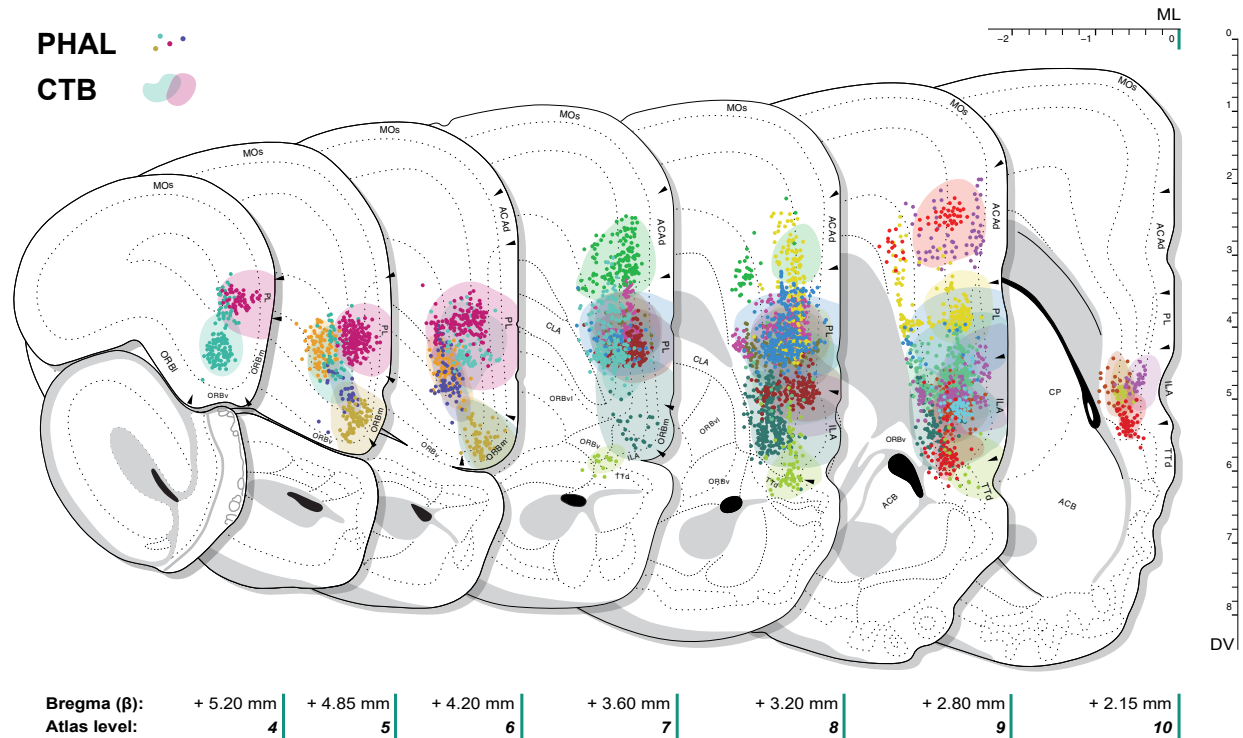 PHAL
CTB
ML
−2 −1 0
0
1
2
3
4
5
6
7
8
DV
MOs
PL
ORBm
ORBl
ORBv
MOs
PL
ORBm
ORBv
MOs
ACAd
PL
ORBm
ORBv
MOs
ACAd
CLA
PL
ORBvl
ORBm
ORBv
ILA
TTd
MOs
ACAd
PL
CLA
ORBvl
ILA
ORBv
TTd
MOs
ACAd
PL
ILA
ORBv
TTd
ACB
MOs
ACAd
PL
ILA
CP
TTd
ACB
Bregma (β): + 5.20 mm + 4.85 mm + 4.20 mm + 3.60 mm + 3.20 mm + 2.80 mm + 2.15 mm
Atlas level: 4 5 6 7 8 9 10